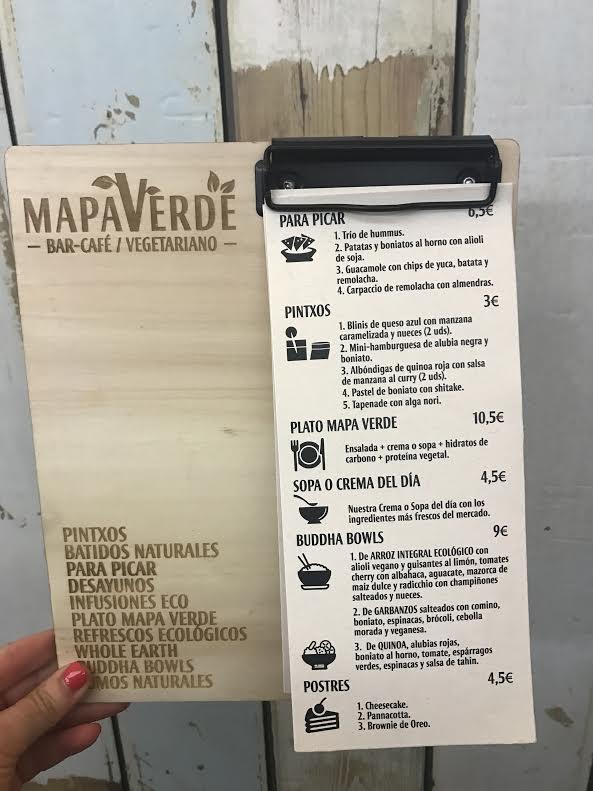 MAPAVERDE
— BAR-CAFÉ / VEGETARIANO —
PINTXOS
BATIDOS NATURALES
PARA PICAR
DESAYUNOS
INFUSIONES ECO
PLATO MAPA VERDE
REFRESCOS ECOLÓGICOS
WHOLE EARTH
BUDDHA BOWLS
ZUMOS NATURALES
PARA PICAR 6,5€
1. Trio de hummus.
2. Patatas y boniatos al horno con alioli
de soja.
3. Guacamole con chips de yuca, batata y
remolacha.
4. Carpaccio de remolacha con almendras.
PINTXOS 3€
1. Blinis de queso azul con manzana
caramelizada y nueces (2 uds).
2. Mini-hamburguesa de alubia negra y
boniato.
3. Albóndigas de quinoa roja con salsa
de manzana al curry (2 uds).
4. Pastel de boniato con shitake.
5. Tapenade con alga nori.
PLATO MAPA VERDE 10,5€
Ensalada + crema o sopa + hidratos de
carbono + proteína vegetal.
SOPA O CREMA DEL DÍA 4,5€
Nuestra Crema o Sopa del día con los
ingredientes más frescos del mercado.
BUDDHA BOWLS 9€
1. De ARROZ INTEGRAL ECOLÓGICO con
alioli vegano y guisantes al limón, tomates
cherry con albahaca, aguacate, mazorca de
maiz dulce y radicchio con champiñones
salteados y nueces.
2. De GARBANZOS salteados con comino,
boniato, espinacas, brócoli, cebolla
morada y veganesa.
3. De QUINOA, alubias rojas,
boniato al horno, tomate, espárragos
verdes, espinacas y salsa de tahin.
POSTRES 4,5€
1. Cheesecake.
2. Pannacotta.
3. Brownie de Oreo.